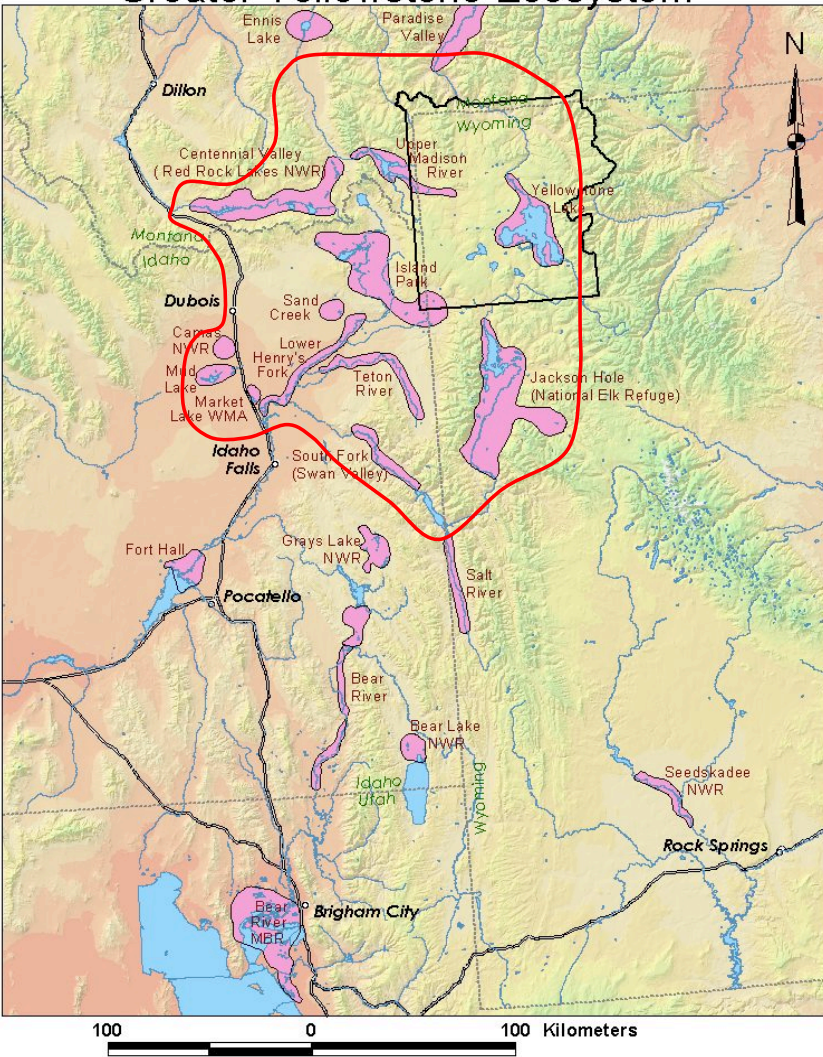 Greater Yellowstone Ecosystem
Ennis
Lake
Paradise
Valley
N
Dillon
Montana
Wyoming
Centennial Valley
( Red Rock Lakes NWR)
Upper
Madison
River
Yellowstone
Lake
Montana
Idaho
Island
Park
Dubois
Sand
Creek
Camas
NWR
Lower
Henry's
Fork
Mud
Lake
Teton
River
Jackson Hole
(National Elk Refuge)
Market
Lake WMA
Idaho
Falls
South Fork
(Swan Valley)
Fort Hall
Grays Lake
NWR
Salt
River
Pocatello
Bear
River
Bear Lake
NWR
Idaho
Utah
Wyoming
Seedskadee
NWR
Rock Springs
Bear
River
MBR
Brigham City
100 0 100 Kilometers